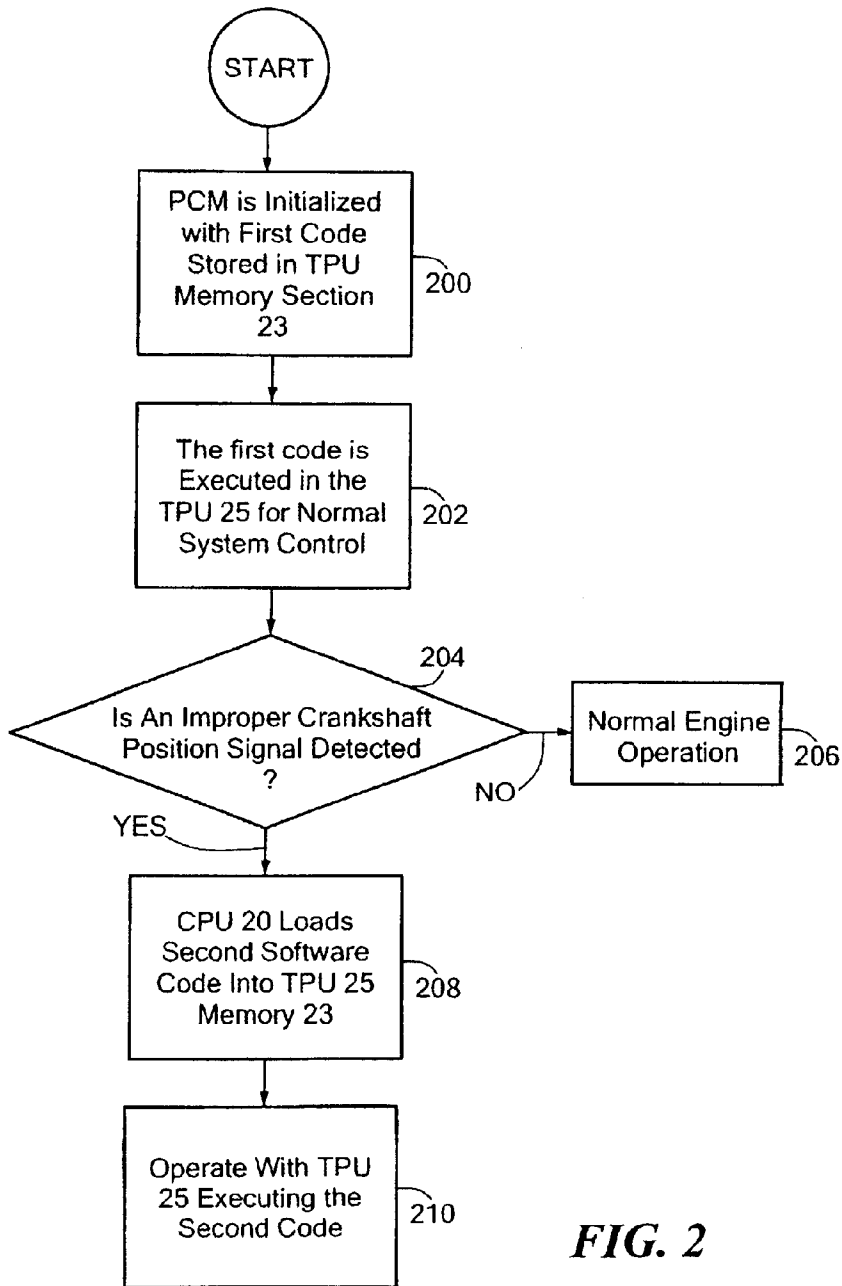 START
PCM is Initialized
with First Code
Stored in TPU
Memory Section
23
200
The first code is
Executed in the
TPU 25 for Normal
System Control
202
204
Is An Improper Crankshaft
Position Signal Detected
?
NO
Normal Engine
Operation
206
YES
CPU 20 Loads
Second Software
Code Into TPU 25
Memory 23
208
Operate With TPU
25 Executing the
Second Code
210
FIG. 2